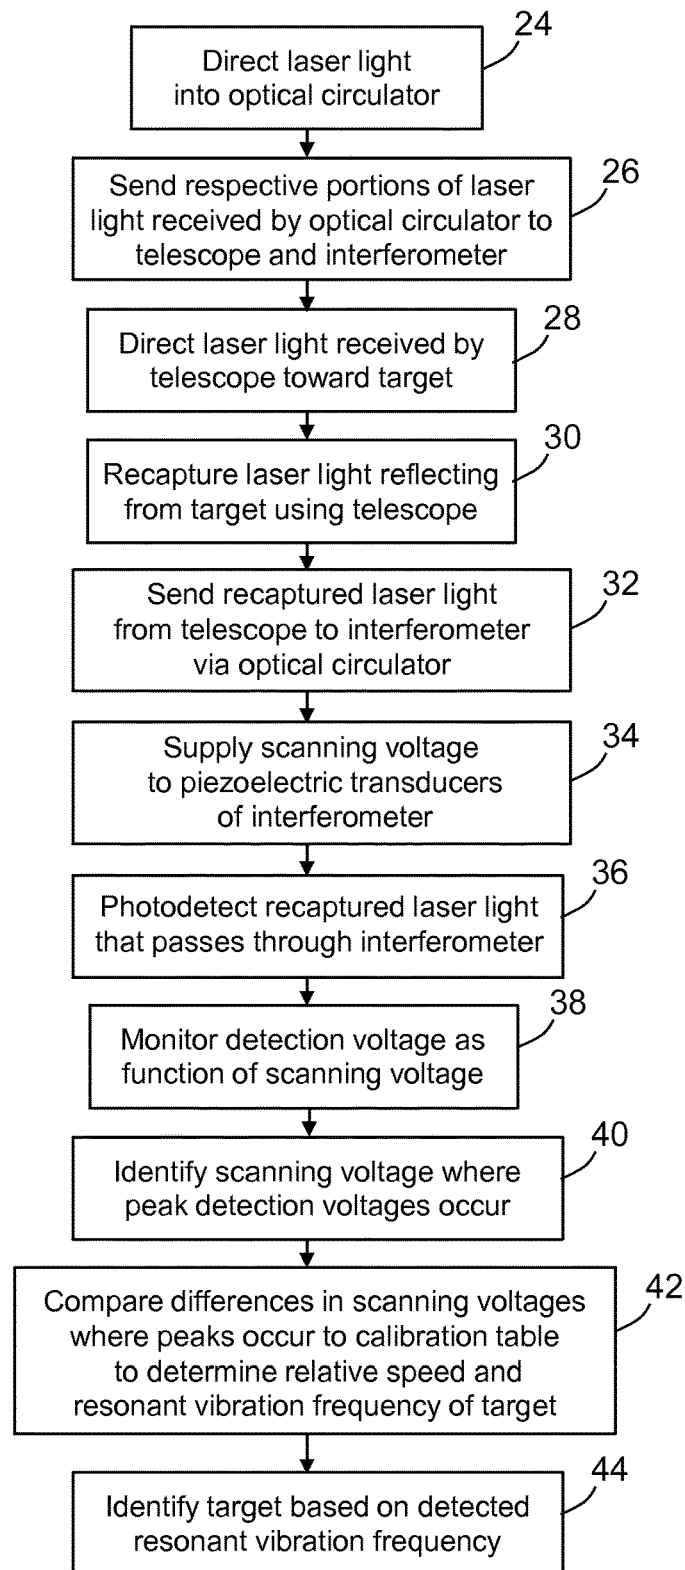 24
Direct laser light
into optical circulator
26
Send respective portions of laser
light received by optical circulator to
telescope and interferometer
28
Direct laser light received by
telescope toward target
30
Recapture laser light reflecting
from target using telescope
32
Send recaptured laser light
from telescope to interferometer
via optical circulator
34
Supply scanning voltage
to piezoelectric transducers
of interferometer
36
Photodetect recaptured laser light
that passes through interferometer
38
Monitor detection voltage as
function of scanning voltage
40
Identify scanning voltage where
peak detection voltages occur
42
Compare differences in scanning voltages
where peaks occur to calibration table
to determine relative speed and
resonant vibration frequency of target
44
Identify target based on detected
resonant vibration frequency